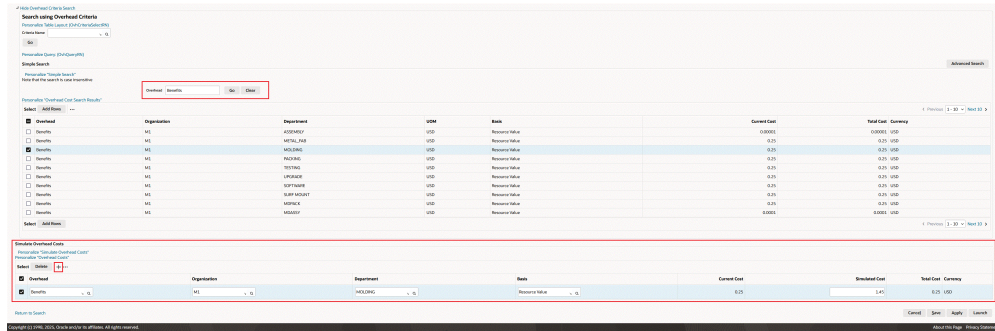 Hide Overhead Criteria Search
Search using Overhead Criteria
Personalize Table Layout: (OvhCriteriaSelectRN)
Criteria Name
Go
Personalize Query: (OvhQueryRN)
Simple Search
Advanced Search
Personalize "Simple Search"
Note that the search is case insensitive
Overhead Benefits Go Clear
Personalize "Overhead Cost Search Results"
Select Add Rows ... Previous 1 - 10 Next 10
Overhead Organization Department UOM Basis Current Cost Total Cost Currency
Benefits M1 ASSEMBLY USD Resource Value 0.00001 0.00001 USD
Benefits M1 METAL_FAB USD Resource Value 0.25 0.25 USD
Benefits M1 MOLDING USD Resource Value 0.25 0.25 USD
Benefits M1 PACKING USD Resource Value 0.25 0.25 USD
Benefits M1 TESTING USD Resource Value 0.25 0.25 USD
Benefits M1 UPGRADE USD Resource Value 0.25 0.25 USD
Benefits M1 SOFTWARE USD Resource Value 0.25 0.25 USD
Benefits M1 SURF MOUNT USD Resource Value 0.25 0.25 USD
Benefits M1 MDPACK USD Resource Value 0.25 0.25 USD
Benefits M1 MDASSY USD Resource Value 0.0001 0.0001 USD
Select Add Rows Previous 1 - 10 Next 10
Simulate Overhead Costs
Personalize "Simulate Overhead Costs"
Personalize "Overhead Costs"
Select Delete + ...
Overhead Organization Department Basis Current Cost Simulated Cost Total Cost Currency
Benefits M1 MOLDING Resource Value 0.25 1.45 0.25 USD
Return to Search Cancel Save Apply Launch
Copyright (c) 1998, 2025, Oracle and/or its affiliates. All rights reserved. About this Page Privacy Statement